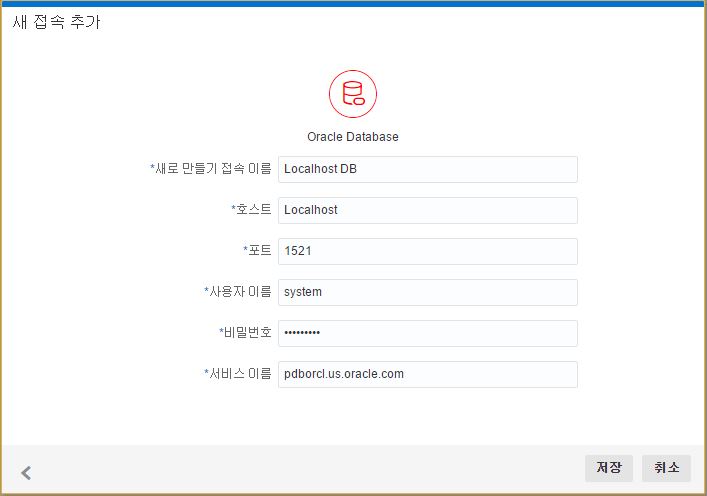 새 접속 추가
Oracle Database
*새로 만들기 접속 이름 Localhost DB
*호스트 Localhost
*포트 1521
*사용자 이름 system
*비밀번호 •••••••••
*서비스 이름 pdborcl.us.oracle.com
저장 취소